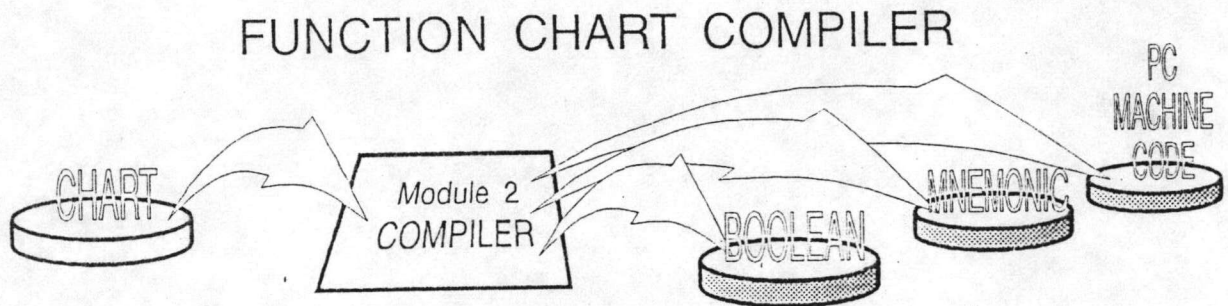 FUNCTION CHART COMPILER
CHART
Module 2
COMPILER
BOOLEAN
MNEMONIC
PC
MACHINE
CODE